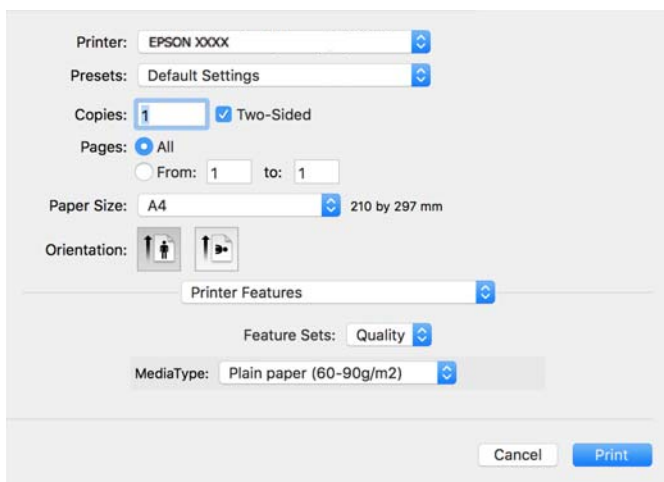 Printer: EPSON XXXX
Presets: Default Settings
Copies: 1 Two-Sided
Pages: All
From: 1 to: 1
Paper Size: A4 210 by 297 mm
Orientation:
Printer Features
Feature Sets: Quality
MediaType: Plain paper (60-90g/m2)
Cancel Print